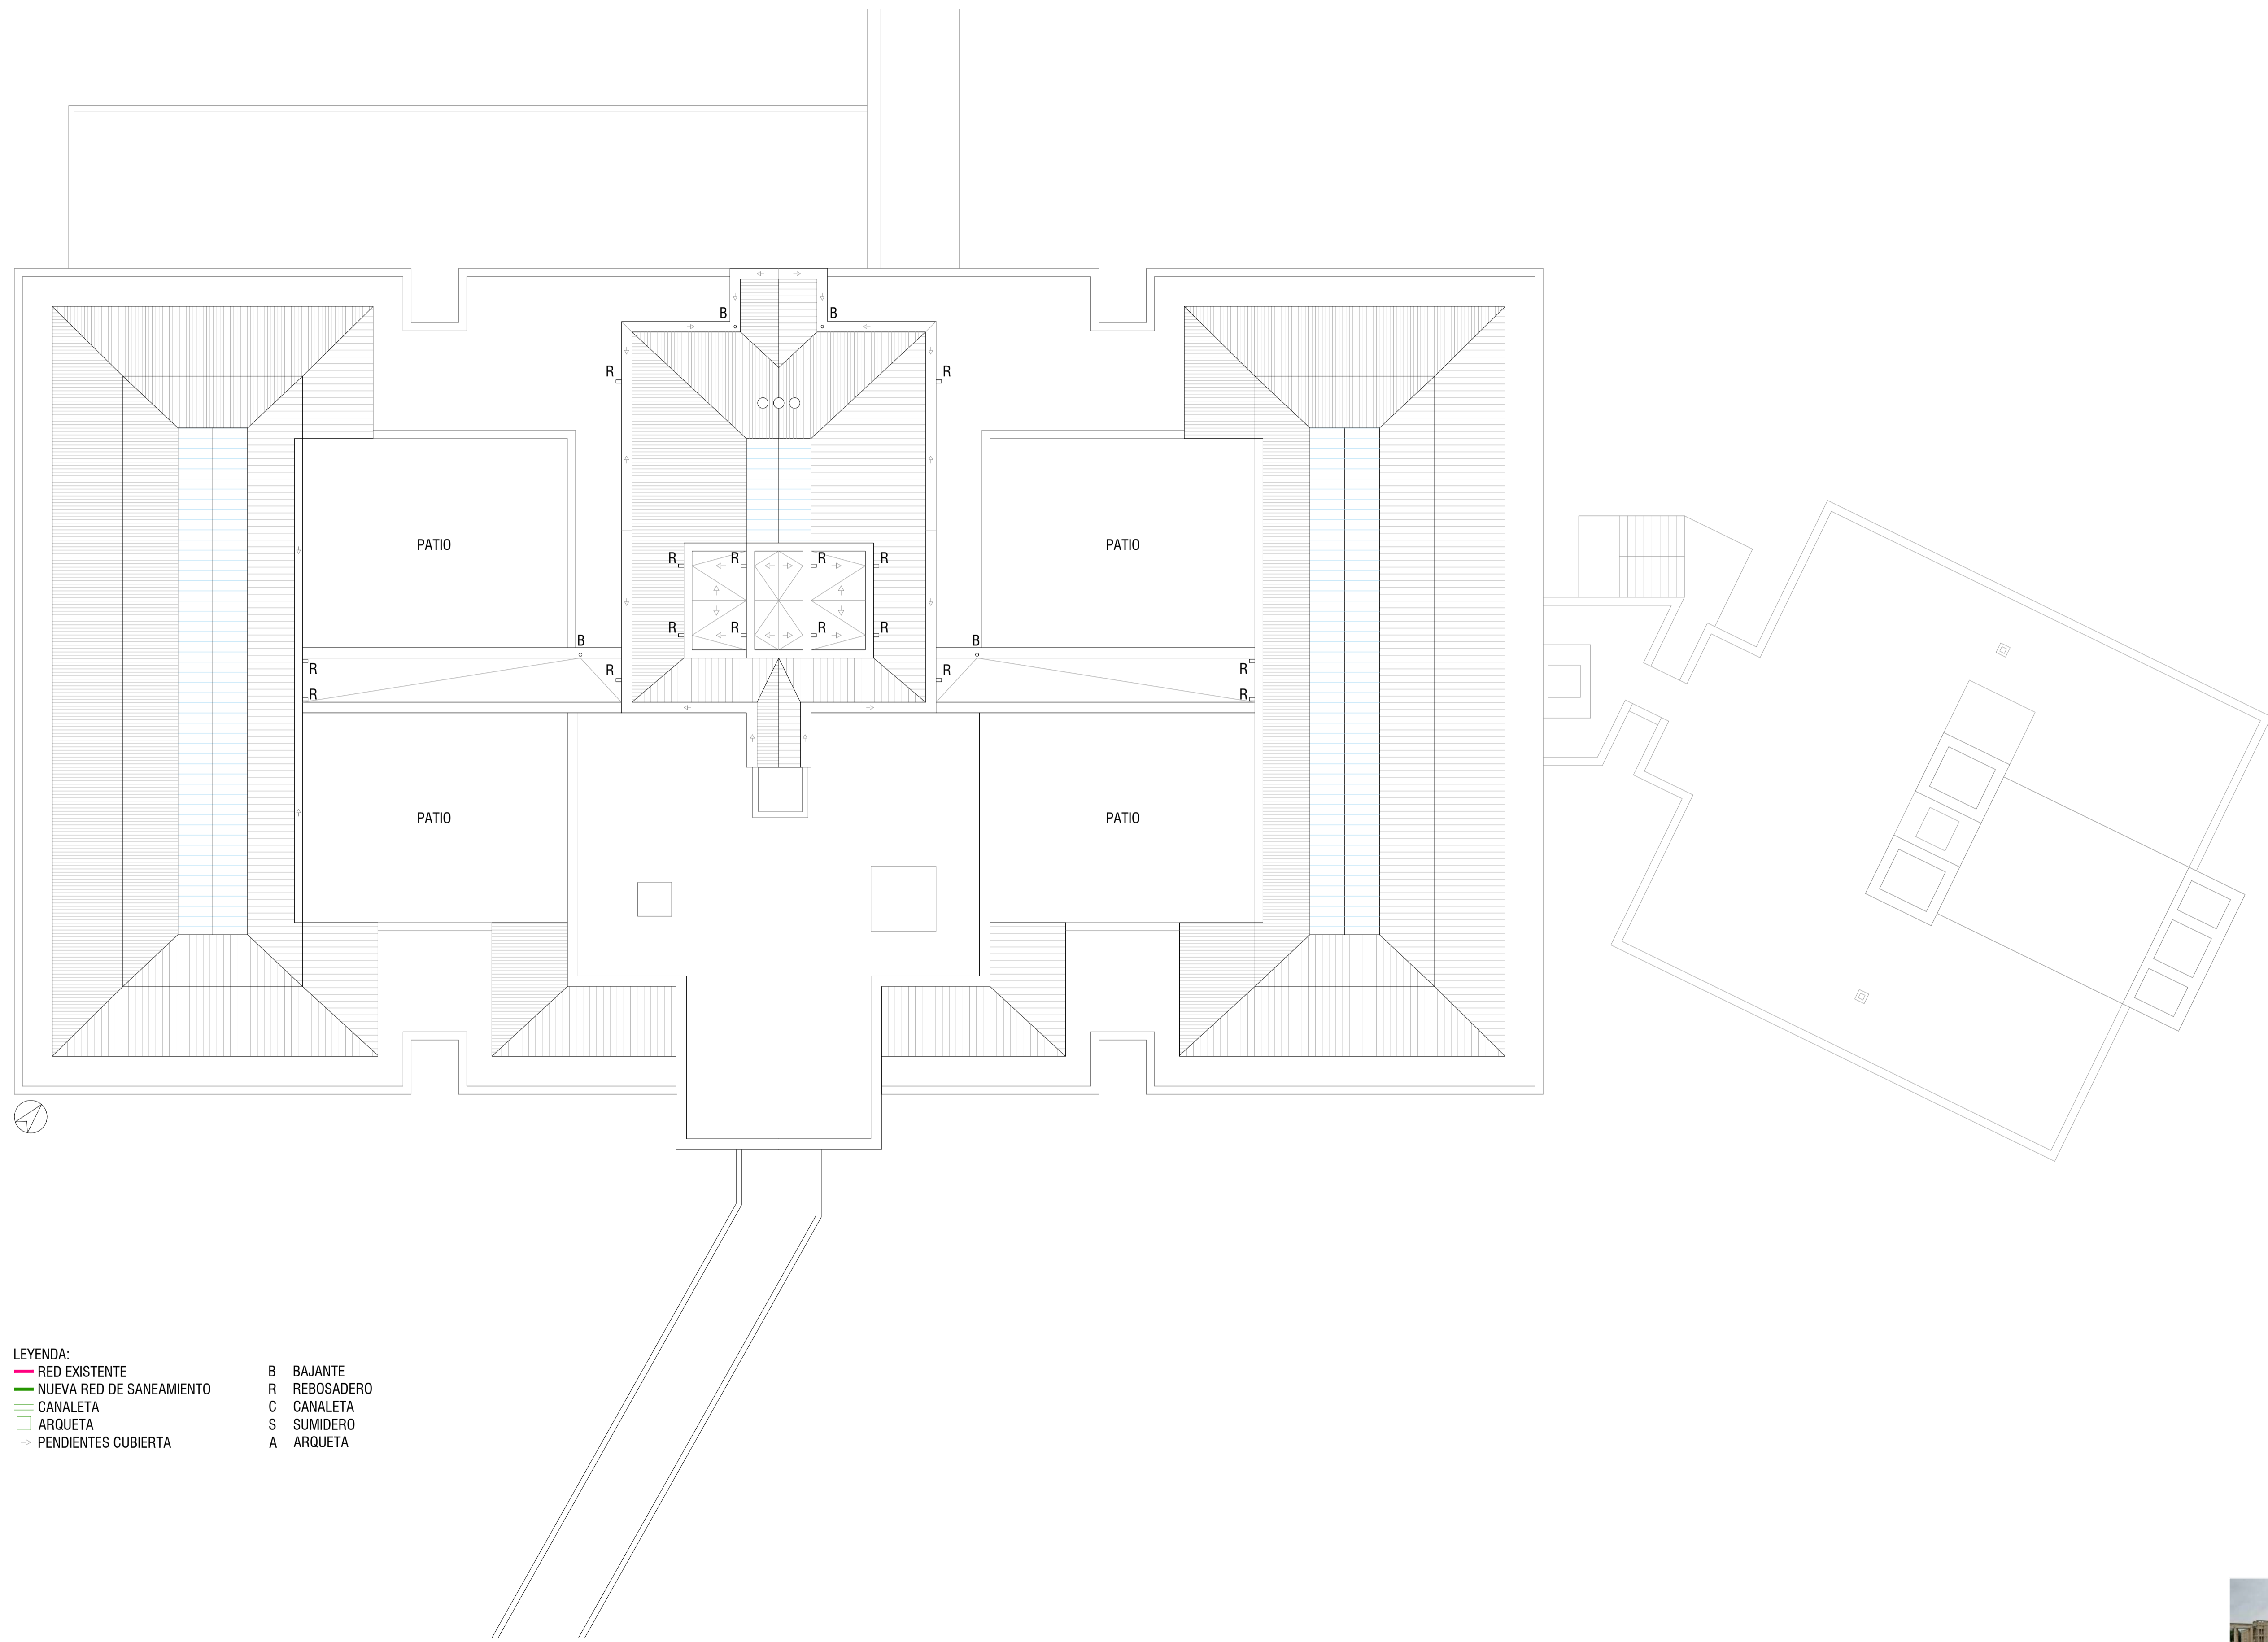 B B
R R
PATIO PATIO
R R R R
R R R R
B B
R R R R
R R
PATIO PATIO
LEYENDA:
RED EXISTENTE
NUEVA RED DE SANEAMIENTO
CANALETA
ARQUETA
PENDIENTES CUBIERTA
B BAJANTE
R REBOSADERO
C CANALETA
S SUMIDERO
A ARQUETA